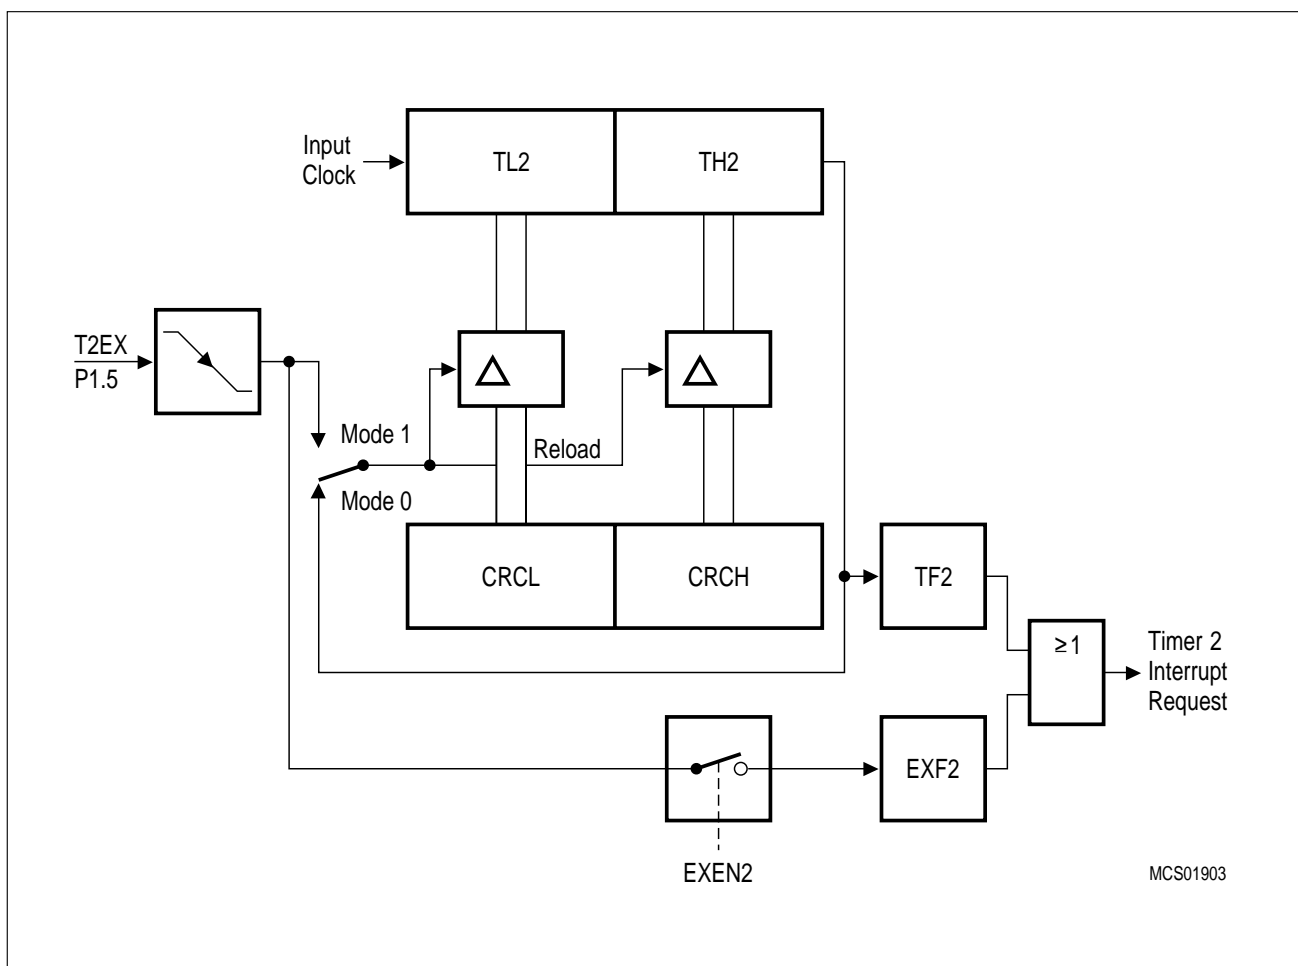 Input
Clock
TL2
TH2
T2EX
P1.5
Mode 1
Reload
Mode 0
CRCL
CRCH
TF2
≥1
Timer 2
Interrupt
Request
EXF2
EXEN2
MCS01903